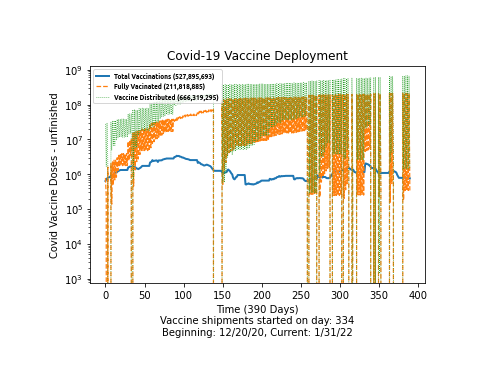 Covid-19 Vaccine Deployment
Total Vaccinations (527,895,693)
Fully Vacinated (211,818,885)
Vaccine Distributed (666,319,295)
Covid Vaccine Doses - unfinished
10⁹
10⁸
10⁷
10⁶
10⁵
10⁴
10³
0 50 100 150 200 250 300 350 400
Time (390 Days)
Vaccine shipments started on day: 334
Beginning: 12/20/20, Current: 1/31/22